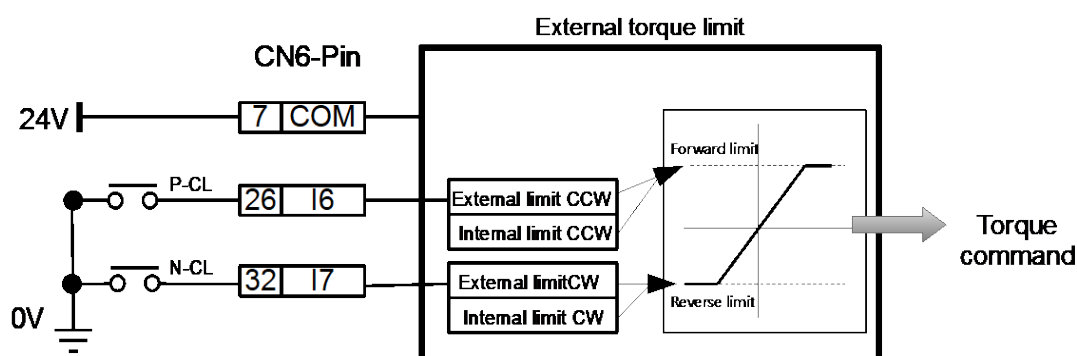 External torque limit
CN6-Pin
24V
7 COM
Forward limit
P-CL
26 I6
External limit CCW
Internal limit CCW
Torque
command
N-CL
32 I7
External limitCW
Internal limit CW
Reverse limit
0V